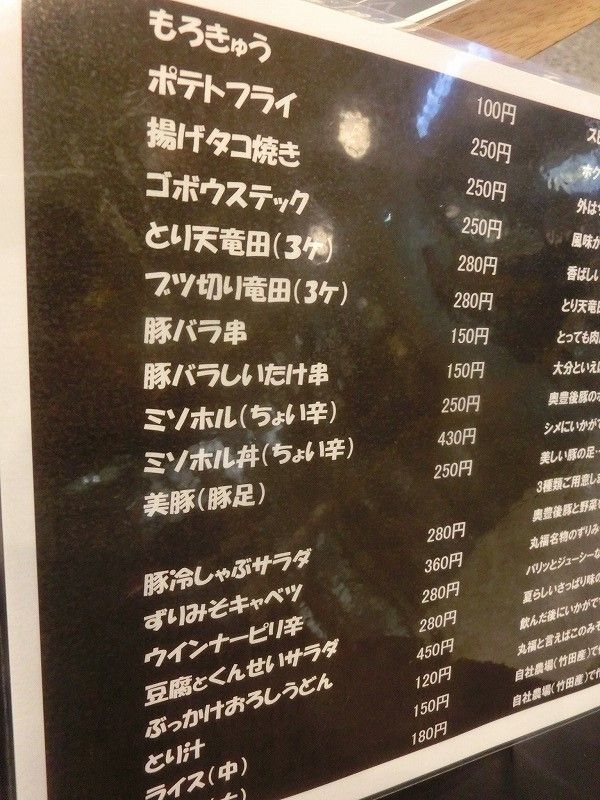 もろきゅう 100円 スピ
ポテトフライ 250円 ホク
揚げタコ焼き 250円 外は
ゴボウステック 250円 風味が
とり天竜田(3ケ) 280円 香ばしい
ブツ切り竜田(3ケ) 280円 とり天竜田
豚バラ串 150円 とっても肉
豚バラしいたけ串 150円 大分といえ
ミソホル(ちょい辛) 250円 奥豊後豚の
ミソホル丼(ちょい辛) 430円 シメにいかがで
美豚(豚足) 250円 美しい豚の足‥
3種類ご用意しま
豚冷しゃぶサラダ 280円 奥豊後豚と野菜
ずりみそキャベツ 360円 丸福名物のずりみ
ウインナーピリ辛 280円 パリッとジューシーな
豆腐とくんせいサラダ 280円 夏らしいさっぱり味の
ぶっかけおろしうどん 450円 飲んだ後にいかがで
とり汁 120円 丸福と言えばこのみそ
ライス(中) 150円 自社農場(竹田産)で
180円 自社農場(竹田産)で